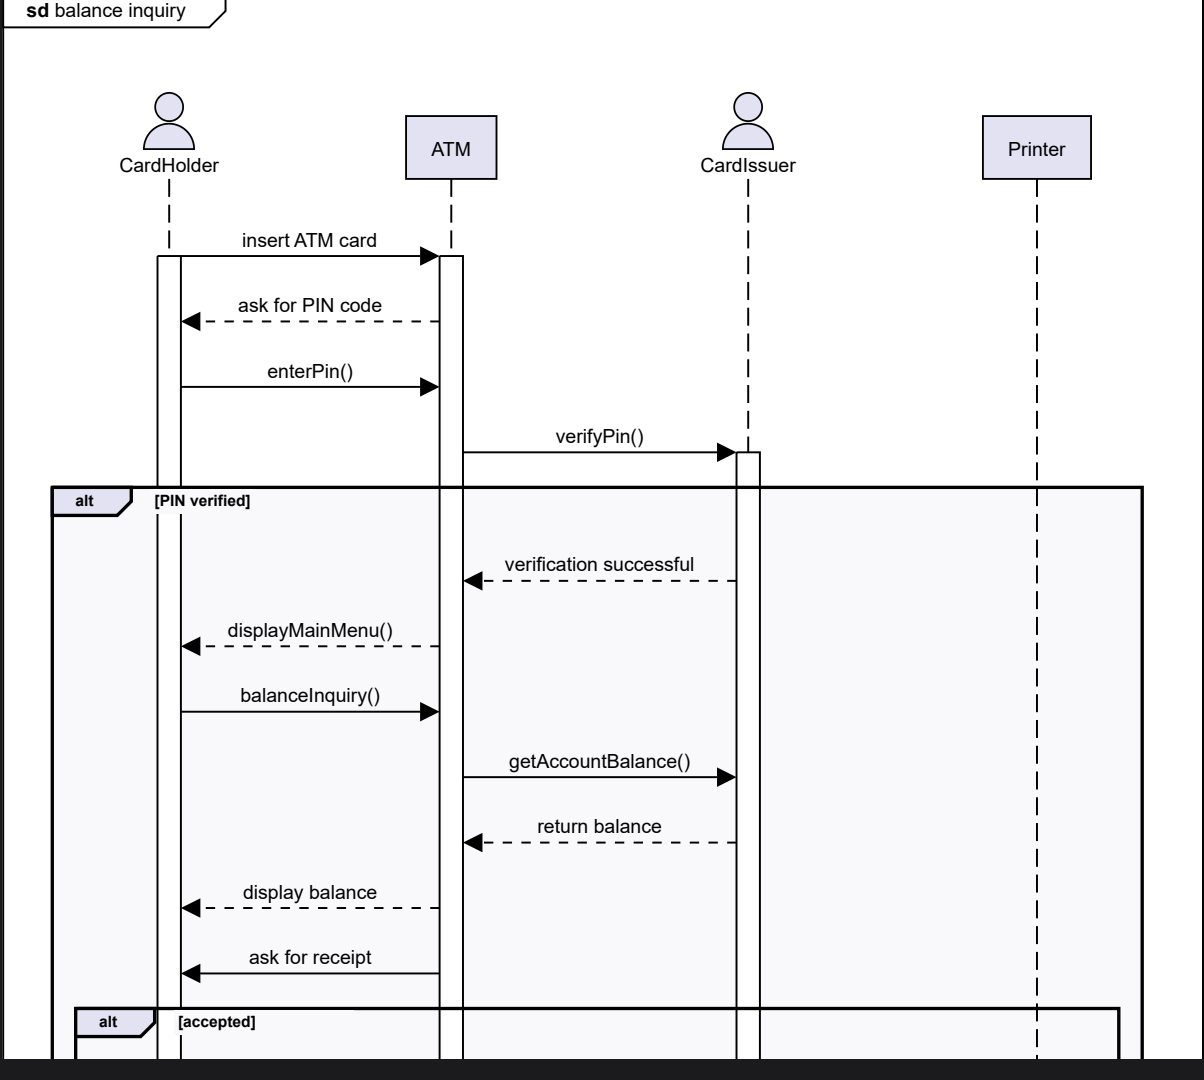 sd balance inquiry
CardHolder
ATM
CardIssuer
Printer
insert ATM card
ask for PIN code
enterPin()
verifyPin()
alt
[PIN verified]
verification successful
displayMainMenu()
balanceInquiry()
getAccountBalance()
return balance
display balance
ask for receipt
alt
[accepted]